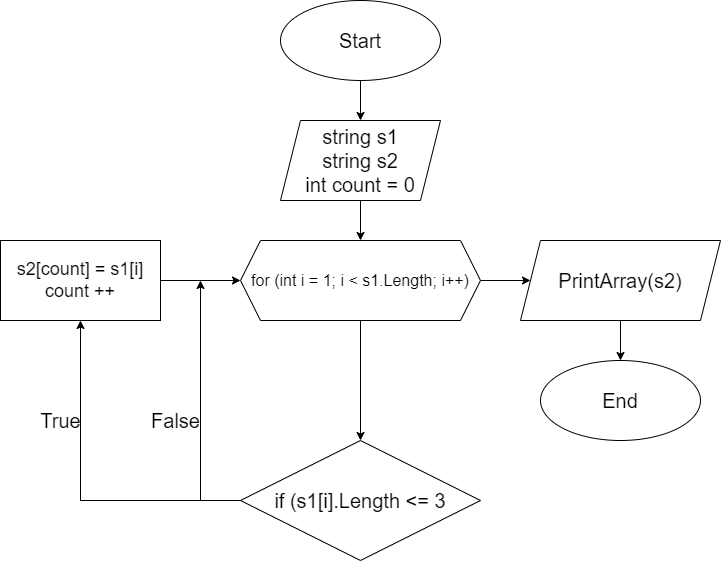 Start
string s1
string s2
int count = 0
s2[count] = s1[i]
count ++
for (int i = 1; i < s1.Length; i++)
PrintArray(s2)
True
False
End
if (s1[i].Length <= 3